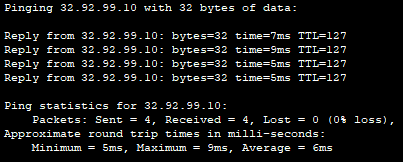 Pinging 32.92.99.10 with 32 bytes of data:
Reply from 32.92.99.10: bytes=32 time=7ms TTL=127
Reply from 32.92.99.10: bytes=32 time=9ms TTL=127
Reply from 32.92.99.10: bytes=32 time=5ms TTL=127
Reply from 32.92.99.10: bytes=32 time=5ms TTL=127
Ping statistics for 32.92.99.10:
Packets: Sent = 4, Received = 4, Lost = 0 (0% loss),
Approximate round trip times in milli-seconds:
Minimum = 5ms, Maximum = 9ms, Average = 6ms